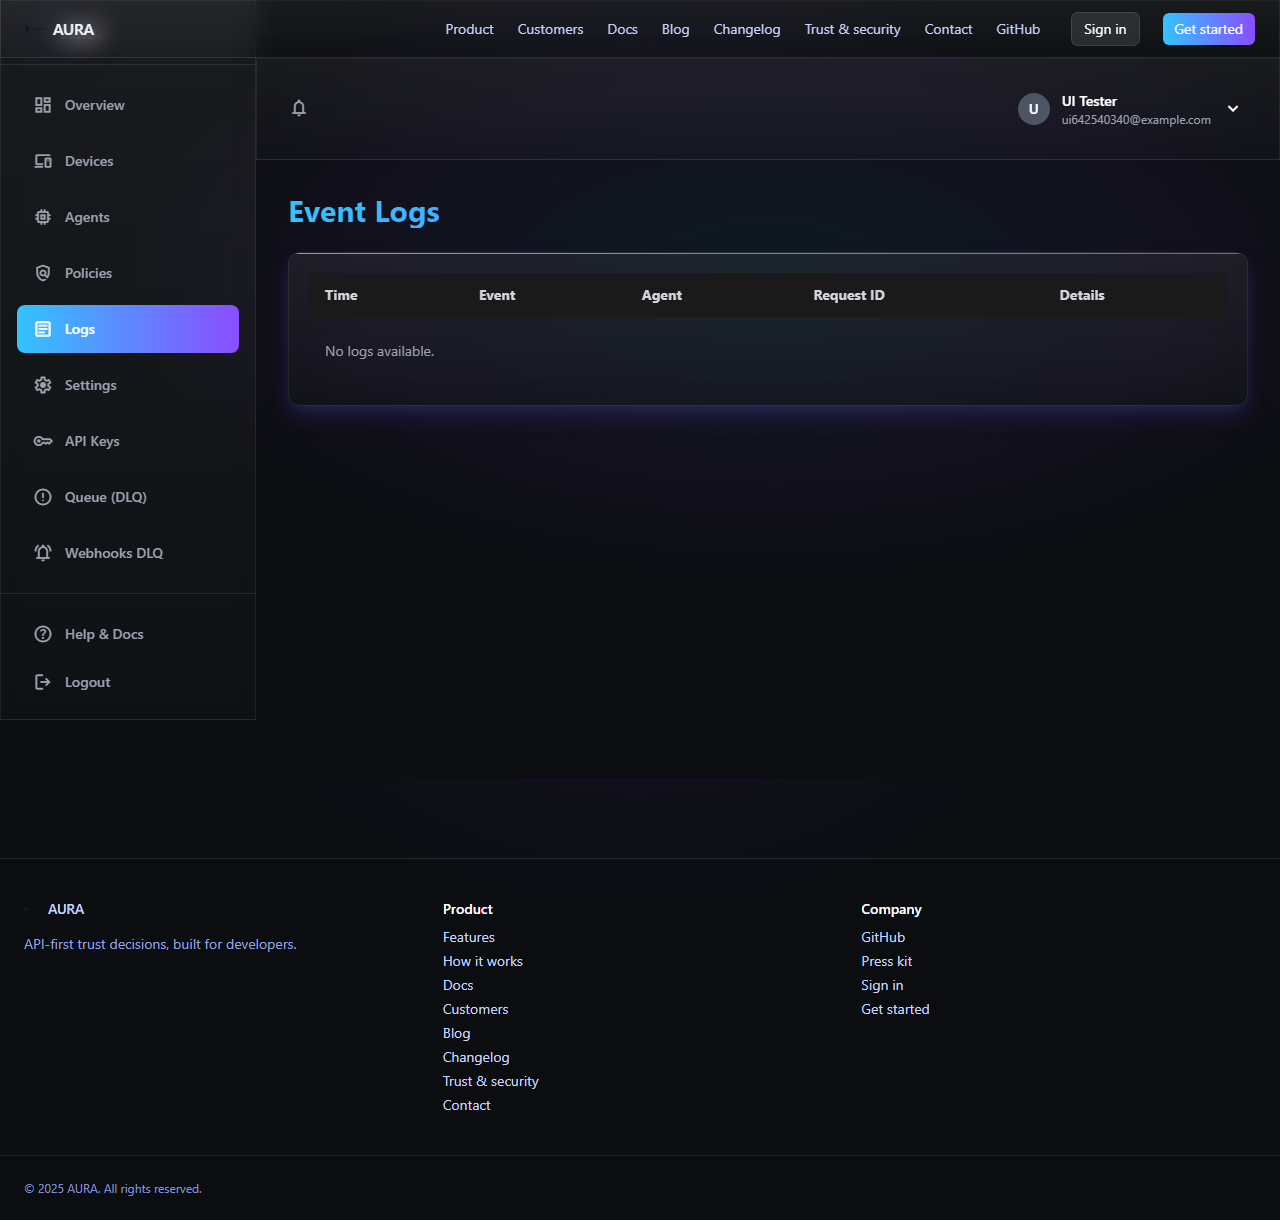 AURA
Product Customers Docs Blog Changelog Trust & security Contact GitHub Sign in Get started
Overview
Devices
Agents
Policies
Logs
Settings
API Keys
Queue (DLQ)
Webhooks DLQ
Help & Docs
Logout
U
UI Tester
ui642540340@example.com
Event Logs
Time Event Agent Request ID Details
No logs available.
AURA
API-first trust decisions, built for developers.
Product
Features
How it works
Docs
Customers
Blog
Changelog
Trust & security
Contact
Company
GitHub
Press kit
Sign in
Get started
© 2025 AURA. All rights reserved.